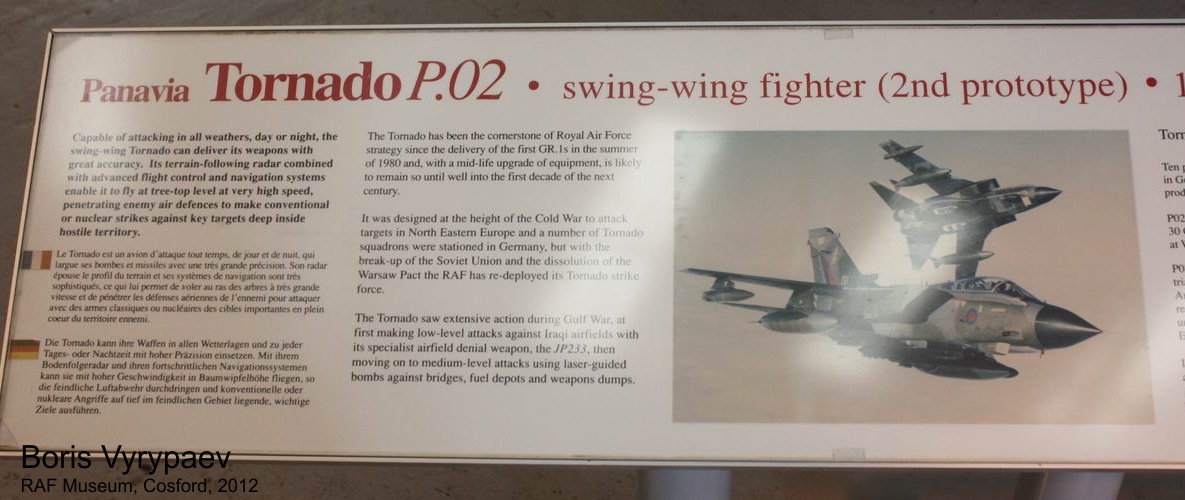 Panavia Tornado P.02 • swing-wing fighter (2nd prototype) • 1
Capable of attacking in all weathers, day or night, the
swing-wing Tornado can deliver its weapons with
great accuracy. Its terrain-following radar combined
with advanced flight control and navigation systems
enable it to fly at tree-top level at very high speed,
penetrating enemy air defences to make conventional
or nuclear strikes against key targets deep inside
hostile territory.
Le Tornado est un avion d'attaque tout temps, de jour et de nuit, qui
largue ses bombes et missiles avec une très grande précision. Son radar
épouse le profil du terrain et ses systèmes de navigation sont très
sophistiqués, ce qui lui permet de voler au ras des arbres à très grande
vitesse et de pénétrer les défenses aériennes de l'ennemi pour attaquer
avec des armes classiques ou nucléaires des cibles importantes en plein
coeur du territoire ennemi.
Die Tornado kann ihre Waffen in allen Wetterlagen und zu jeder
Tages- oder Nachtzeit mit hoher Präzision einsetzen. Mit ihrem
Bodenfolgeradar und ihren fortschrittlichen Navigationssystemen
kann sie mit hoher Geschwindigkeit in Baumwipfelhöhe fliegen, so
die feindliche Luftabwehr durchdringen und konventionelle oder
nukleare Angriffe auf tief im feindlichen Gebiet liegende, wichtige
Ziele ausführen.
The Tornado has been the cornerstone of Royal Air Force
strategy since the delivery of the first GR.1s in the summer
of 1980 and, with a mid-life upgrade of equipment, is likely
to remain so until well into the first decade of the next
century.
It was designed at the height of the Cold War to attack
targets in North Eastern Europe and a number of Tornado
squadrons were stationed in Germany, but with the
break-up of the Soviet Union and the dissolution of the
Warsaw Pact the RAF has re-deployed its Tornado strike
force.
The Tornado saw extensive action during Gulf War, at
first making low-level attacks against Iraqi airfields with
its specialist airfield denial weapon, the JP233, then
moving on to medium-level attacks using laser-guided
bombs against bridges, fuel depots and weapons dumps.
Ten p
in G
prod
P02
30
at
Boris Vyrypaev
RAF Museum, Cosford, 2012